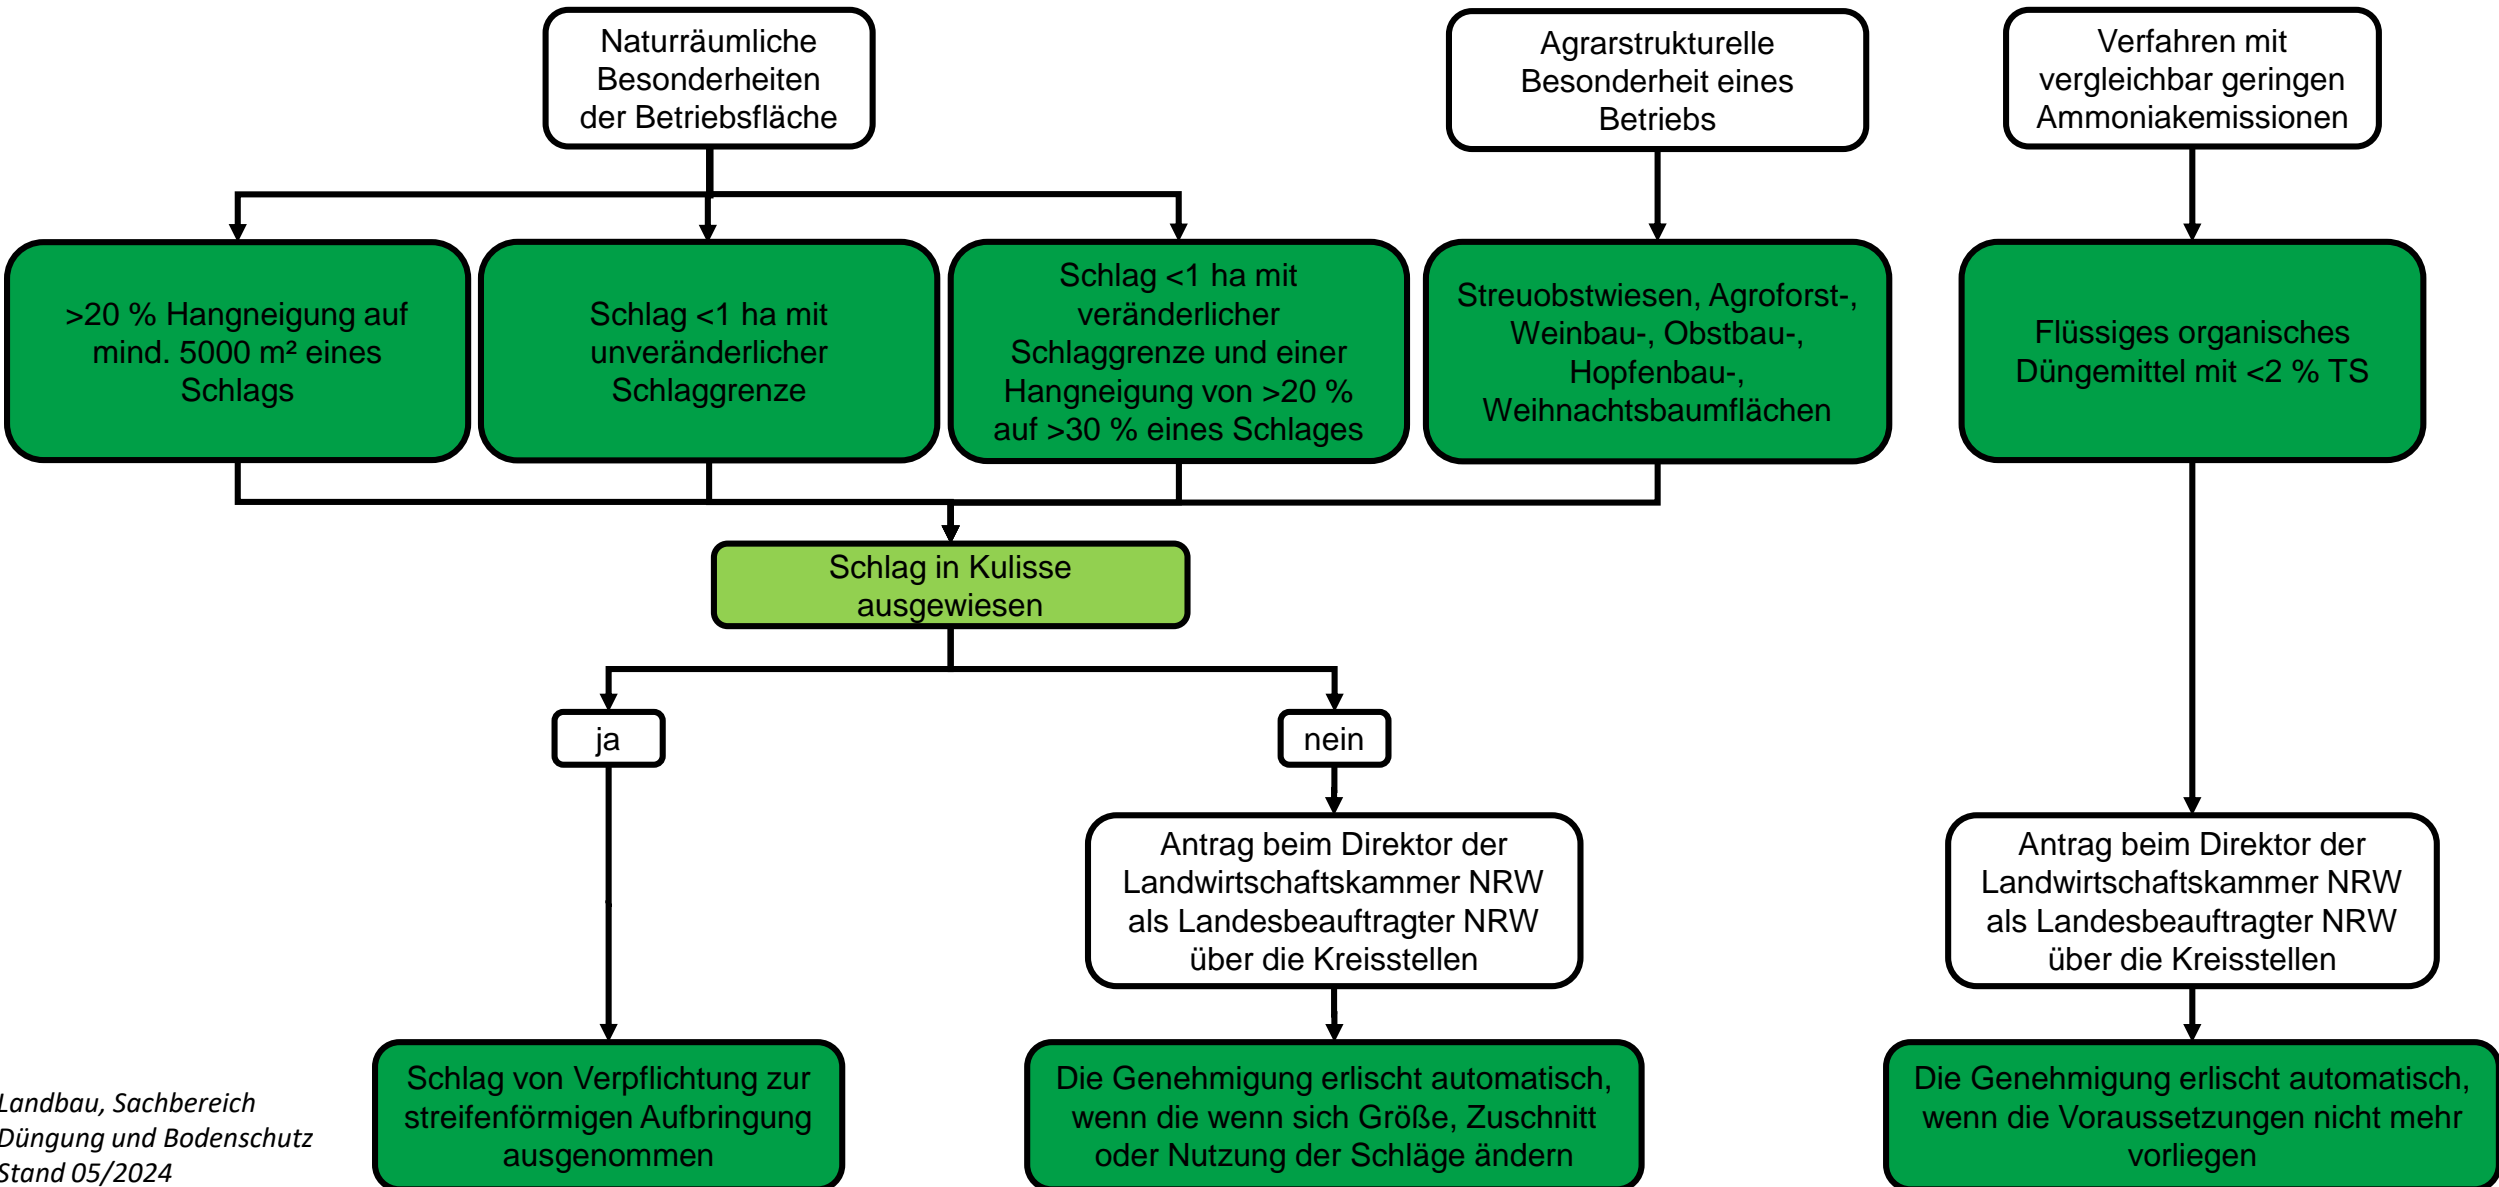 Naturräumliche
Besonderheiten
der Betriebsfläche
Agrarstrukturelle
Besonderheit eines
Betriebs
Verfahren mit
vergleichbar geringen
Ammoniakemissionen
>20 % Hangneigung auf
mind. 5000 m² eines
Schlags
Schlag <1 ha mit
unveränderlicher
Schlaggrenze
Schlag <1 ha mit
veränderlicher
Schlaggrenze und einer
Hangneigung von >20 %
auf >30 % eines Schlages
Streuobstwiesen, Agroforst-,
Weinbau-, Obstbau-,
Hopfenbau-,
Weihnachtsbaumflächen
Flüssiges organisches
Düngemittel mit <2 % TS
Schlag in Kulisse
ausgewiesen
ja
nein
Antrag beim Direktor der
Landwirtschaftskammer NRW
als Landesbeauftragter NRW
über die Kreisstellen
Antrag beim Direktor der
Landwirtschaftskammer NRW
als Landesbeauftragter NRW
über die Kreisstellen
Schlag von Verpflichtung zur
streifenförmigen Aufbringung
ausgenommen
Die Genehmigung erlischt automatisch,
wenn die wenn sich Größe, Zuschnitt
oder Nutzung der Schläge ändern
Die Genehmigung erlischt automatisch,
wenn die Voraussetzungen nicht mehr
vorliegen
Landbau, Sachbereich
Düngung und Bodenschutz
Stand 05/2024